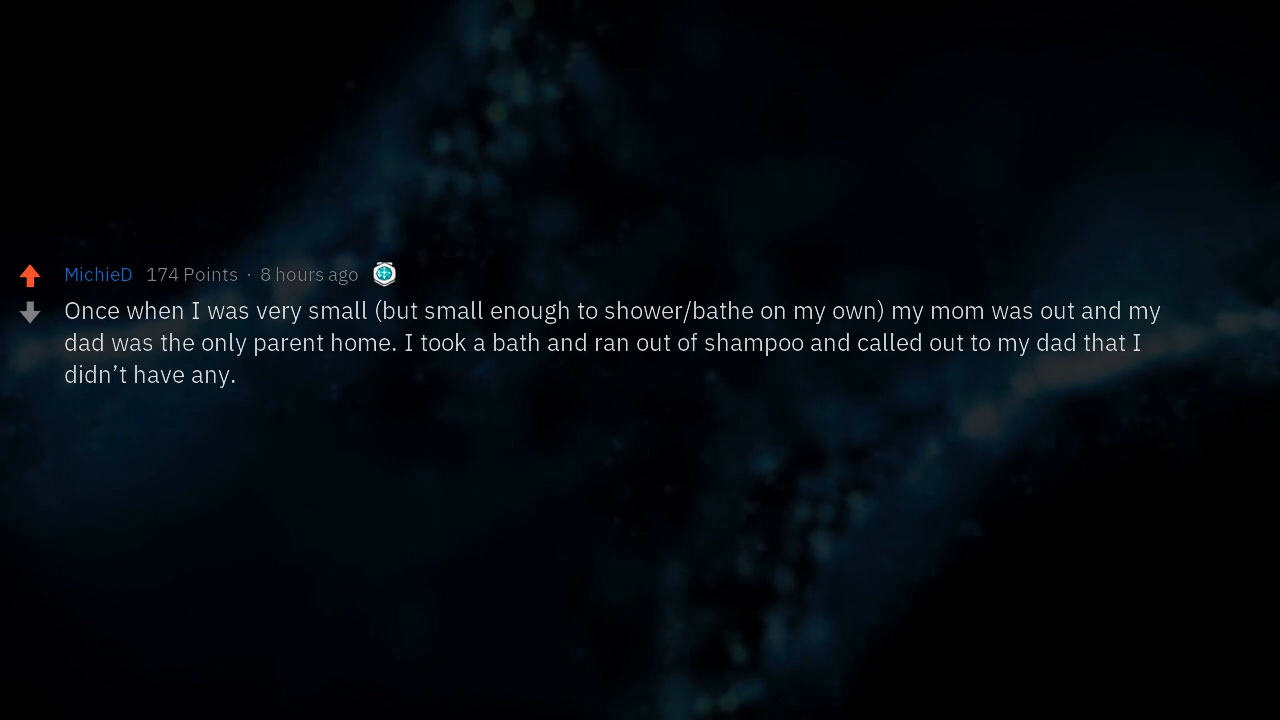 MichieD 174 Points · 8 hours ago
Once when I was very small (but small enough to shower/bathe on my own) my mom was out and my
dad was the only parent home. I took a bath and ran out of shampoo and called out to my dad that I
didn’t have any.